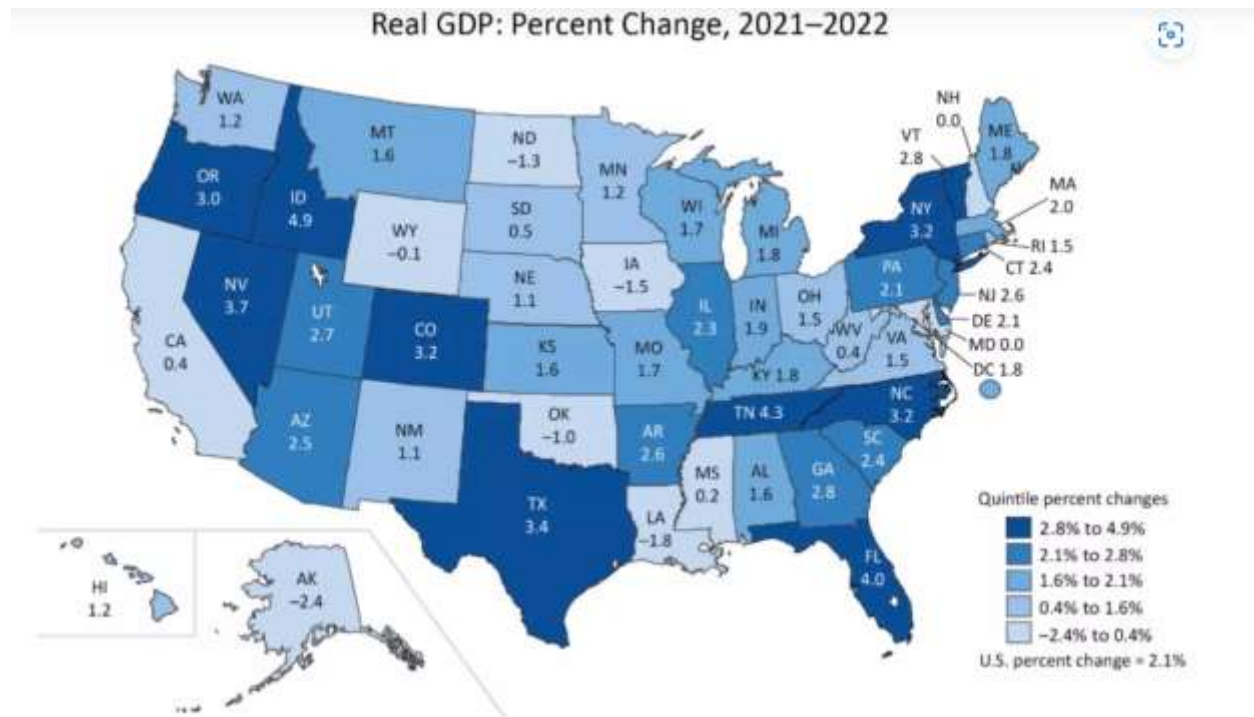 Real GDP: Percent Change, 2021–2022
WA
1.2
MT
1.6
ND
–1.3
MN
1.2
OR
3.0
ID
4.9
WY
–0.1
SD
0.5
WI
1.7
MI
1.8
NH
0.0
VT
2.8
ME
1.8
MA
2.0
NY
3.2
RI 1.5
CT 2.4
NJ 2.6
DE 2.1
MD 0.0
DC 1.8
PA
2.1
NV
3.7
UT
2.7
CO
3.2
NE
1.1
IA
–1.5
IL
2.3
IN
1.9
OH
1.5
WV
0.4
VA
1.5
CA
0.4
KS
1.6
MO
1.7
KY 1.8
AZ
2.5
NM
1.1
OK
–1.0
AR
2.6
TN 4.3
NC
3.2
SC
2.4
TX
3.4
LA
–1.8
MS
0.2
AL
1.6
GA
2.8
FL
4.0
HI
1.2
AK
–2.4
Quintile percent changes
2.8% to 4.9%
2.1% to 2.8%
1.6% to 2.1%
0.4% to 1.6%
–2.4% to 0.4%
U.S. percent change = 2.1%